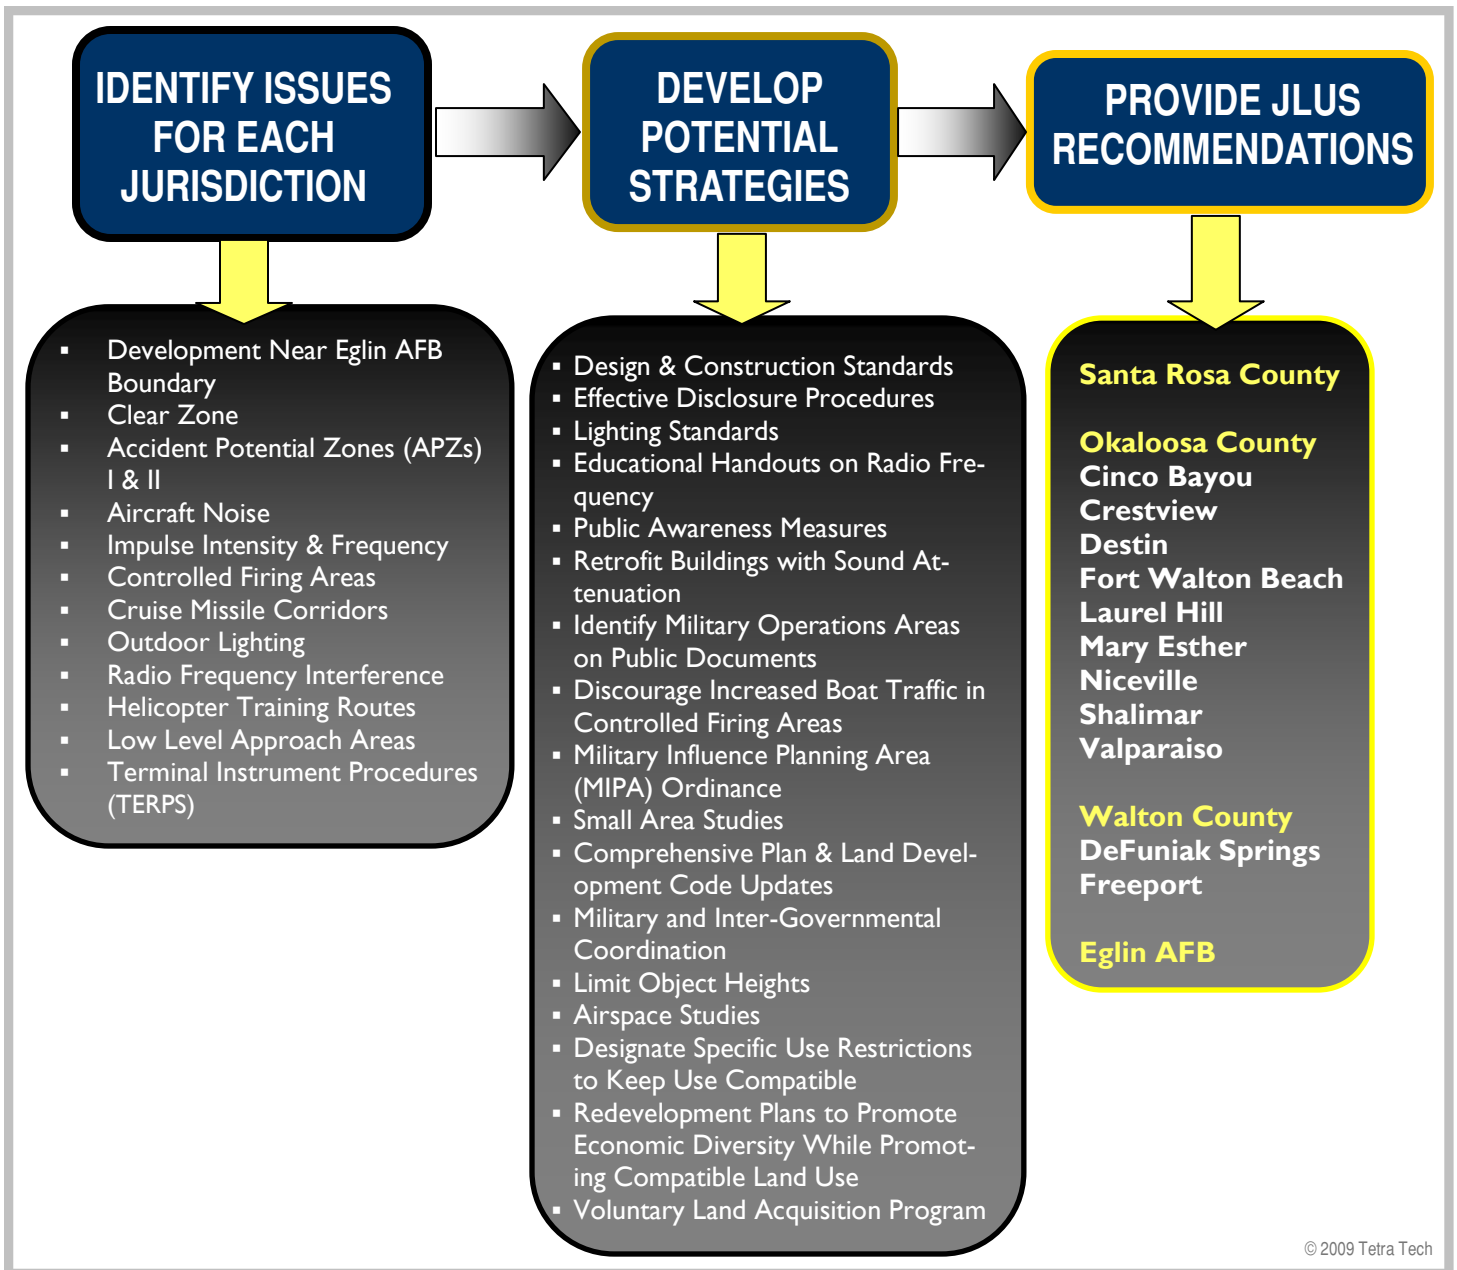 IDENTIFY ISSUES
FOR EACH
JURISDICTION
DEVELOP
POTENTIAL
STRATEGIES
PROVIDE JLUS
RECOMMENDATIONS
▪ Development Near Eglin AFB
Boundary
▪ Clear Zone
▪ Accident Potential Zones (APZs)
I & II
▪ Aircraft Noise
▪ Impulse Intensity & Frequency
▪ Controlled Firing Areas
▪ Cruise Missile Corridors
▪ Outdoor Lighting
▪ Radio Frequency Interference
▪ Helicopter Training Routes
▪ Low Level Approach Areas
▪ Terminal Instrument Procedures
(TERPS)
▪ Design & Construction Standards
▪ Effective Disclosure Procedures
▪ Lighting Standards
▪ Educational Handouts on Radio Fre-
quency
▪ Public Awareness Measures
▪ Retrofit Buildings with Sound At-
tenuation
▪ Identify Military Operations Areas
on Public Documents
▪ Discourage Increased Boat Traffic in
Controlled Firing Areas
▪ Military Influence Planning Area
(MIPA) Ordinance
▪ Small Area Studies
▪ Comprehensive Plan & Land Devel-
opment Code Updates
▪ Military and Inter-Governmental
Coordination
▪ Limit Object Heights
▪ Airspace Studies
▪ Designate Specific Use Restrictions
to Keep Use Compatible
▪ Redevelopment Plans to Promote
Economic Diversity While Promot-
ing Compatible Land Use
▪ Voluntary Land Acquisition Program
Santa Rosa County
Okaloosa County
Cinco Bayou
Crestview
Destin
Fort Walton Beach
Laurel Hill
Mary Esther
Niceville
Shalimar
Valparaiso
Walton County
DeFuniak Springs
Freeport
Eglin AFB
© 2009 Tetra Tech